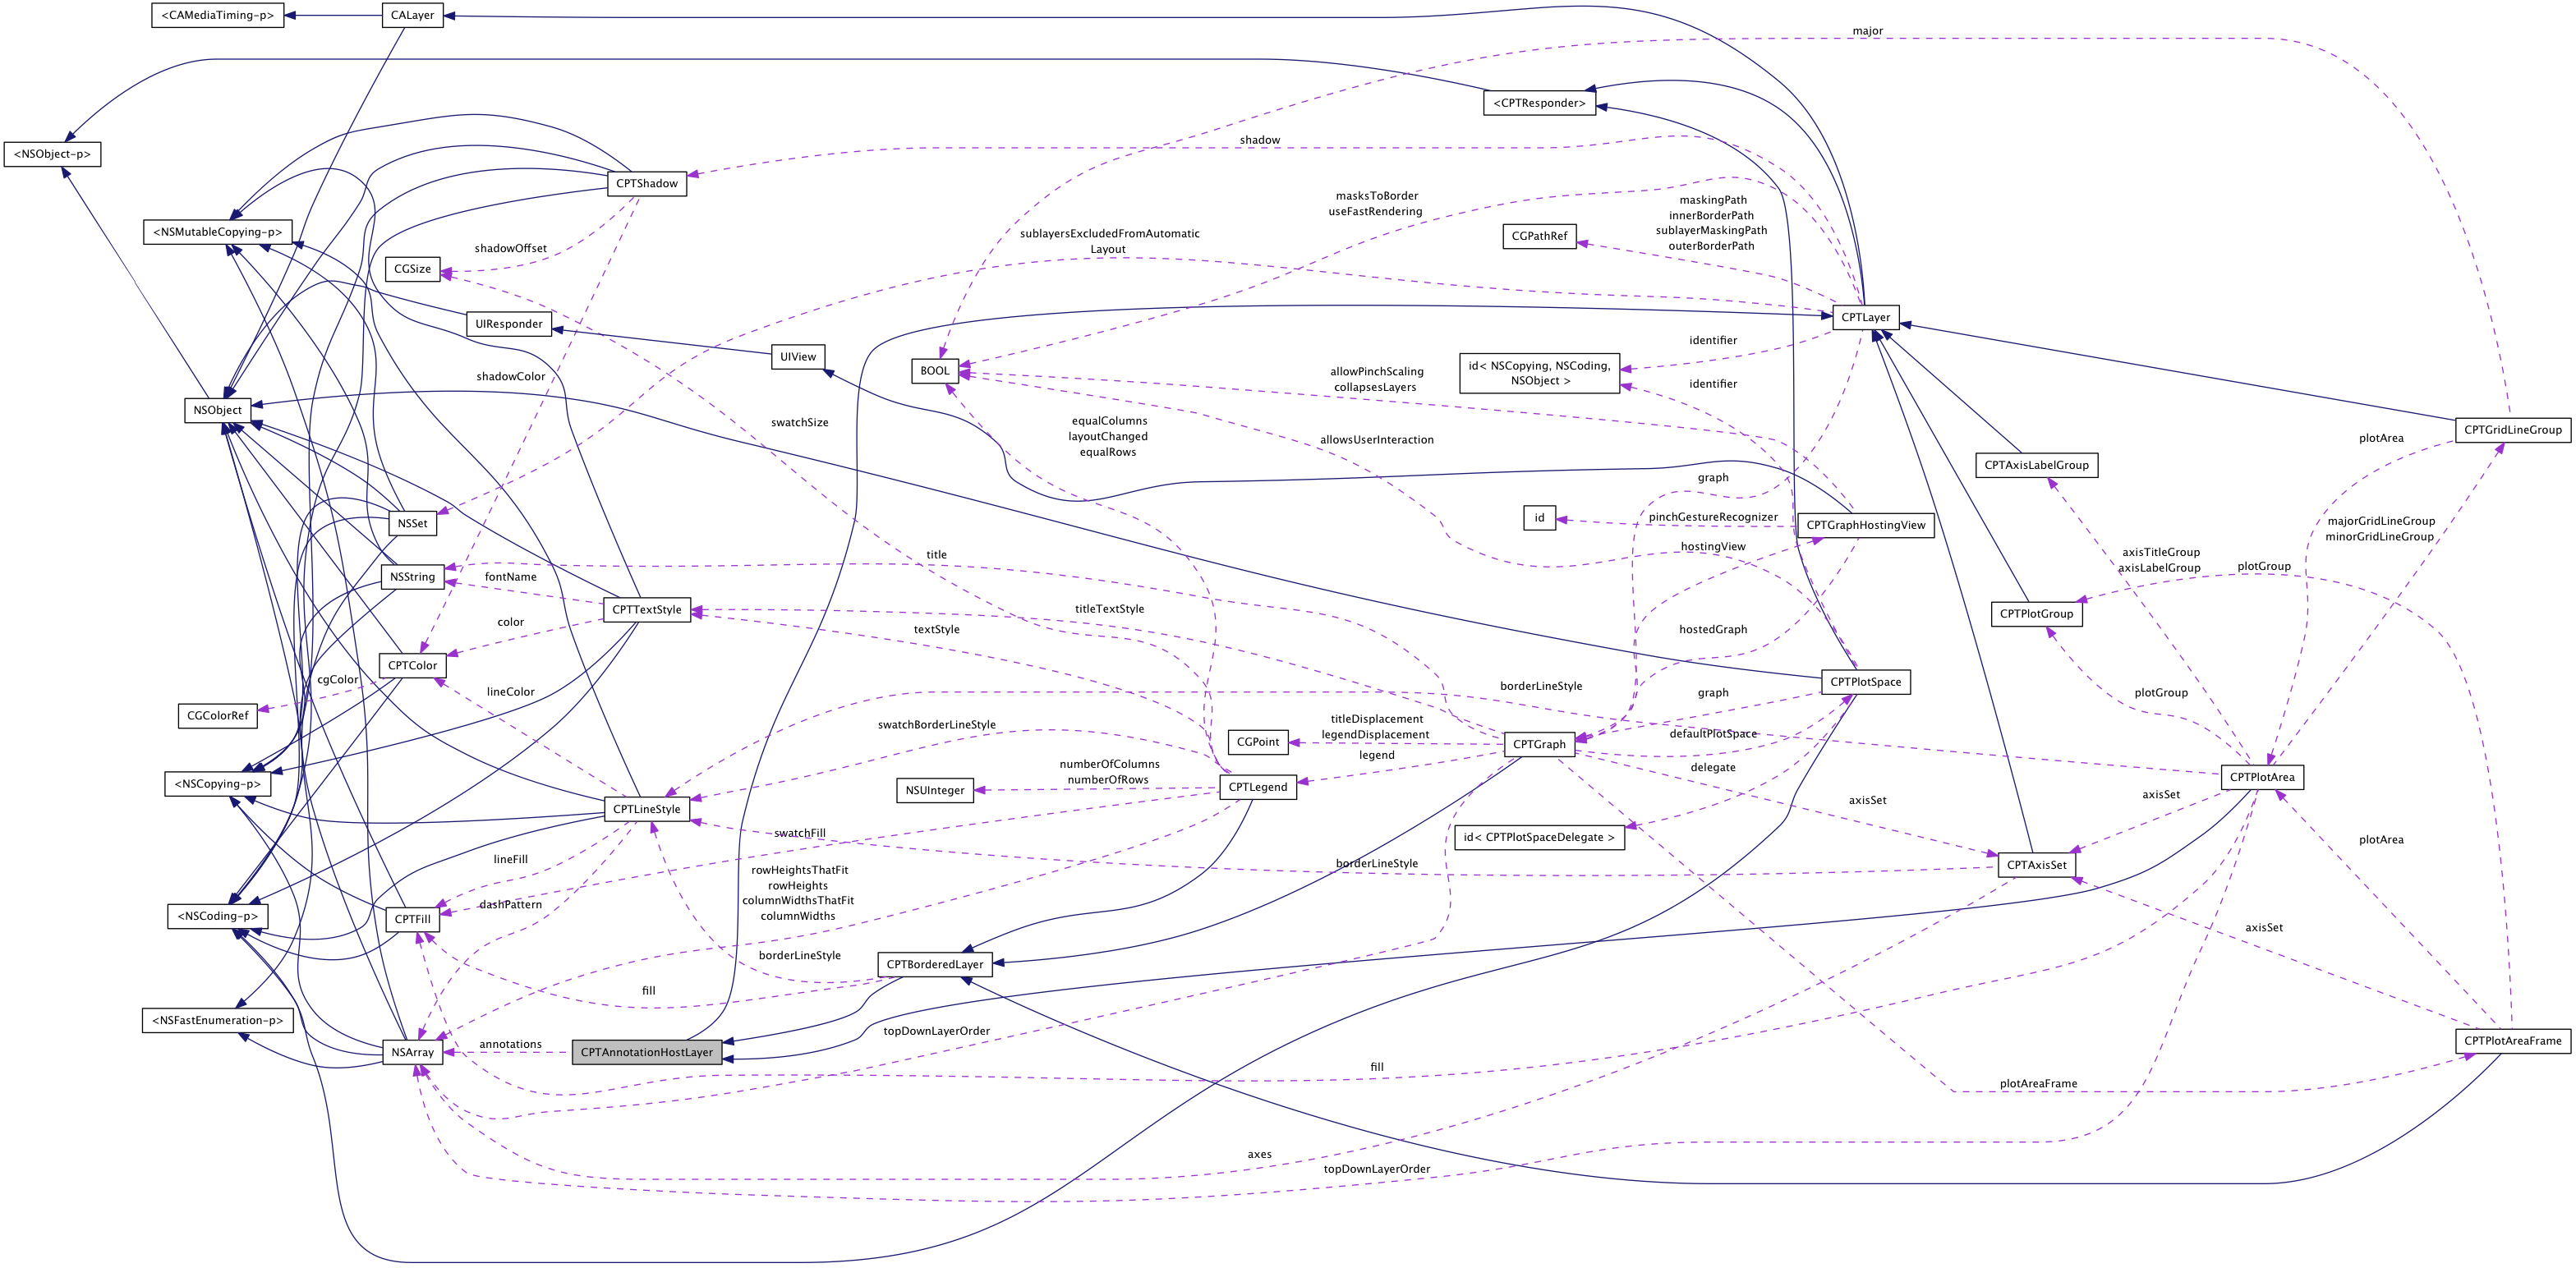 <CAMediaTiming-p>
CALayer
major
<CPTResponder>
<NSObject-p>
shadow
CPTShadow
masksToBorder
useFastRendering
maskingPath
innerBorderPath
sublayerMaskingPath
outerBorderPath
<NSMutableCopying-p>
CGPathRef
sublayersExcludedFromAutomatic
Layout
shadowOffset
CGSize
UIResponder
CPTLayer
UIView
identifier
BOOL
id< NSCopying, NSCoding,
NSObject >
allowPinchScaling
collapsesLayers
identifier
shadowColor
NSObject
swatchSize
equalColumns
layoutChanged
equalRows
allowsUserInteraction
plotArea
CPTGridLineGroup
CPTAxisLabelGroup
graph
NSSet
id
pinchGestureRecognizer
CPTGraphHostingView
majorGridLineGroup
minorGridLineGroup
title
hostingView
axisTitleGroup
axisLabelGroup
plotGroup
NSString
fontName
CPTTextStyle
titleTextStyle
CPTPlotGroup
color
textStyle
hostedGraph
CPTColor
cgColor
lineColor
borderLineStyle
graph
CPTPlotSpace
plotGroup
CGColorRef
swatchBorderLineStyle
titleDisplacement
legendDisplacement
CGPoint
CPTGraph
defaultPlotSpace
legend
delegate
numberOfColumns
numberOfRows
<NSCopying-p>
NSUInteger
CPTLegend
CPTPlotArea
axisSet
axisSet
CPTLineStyle
swatchFill
id< CPTPlotSpaceDelegate >
plotArea
lineFill
borderLineStyle
CPTAxisSet
rowHeightsThatFit
rowHeights
columnWidthsThatFit
columnWidths
dashPattern
<NSCoding-p>
CPTFill
axisSet
borderLineStyle
CPTBorderedLayer
fill
<NSFastEnumeration-p>
topDownLayerOrder
NSArray
annotations
CPTAnnotationHostLayer
CPTPlotAreaFrame
fill
plotAreaFrame
axes
topDownLayerOrder